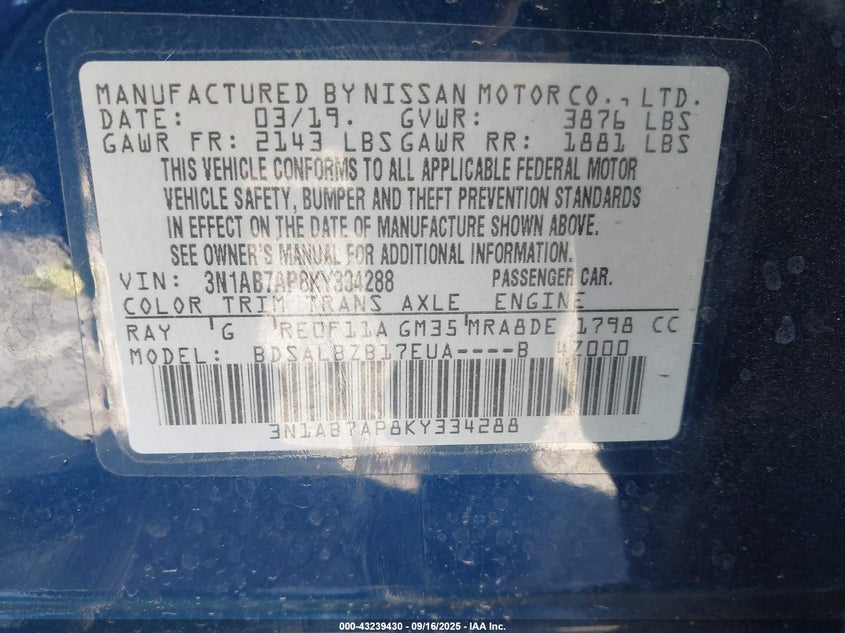 MANUFACTURED BY NISSAN MOTOR CO., LTD.
DATE: 03/19. GVWR: 3876 LBS
GAWR FR: 2143 LBS GAWR RR: 1881 LBS
THIS VEHICLE CONFORMS TO ALL APPLICABLE FEDERAL MOTOR
VEHICLE SAFETY, BUMPER AND THEFT PREVENTION STANDARDS
IN EFFECT ON THE DATE OF MANUFACTURE SHOWN ABOVE.
SEE OWNER'S MANUAL FOR ADDITIONAL INFORMATION.
VIN: 3N1AB7AP8KY334288 PASSENGER CAR.
COLOR TRIM TRANS AXLE ENGINE
RAY G RE0F11A GM35 MRA8DE 1798 CC
MODEL: BDSALBZB17EUA----B 4Z000
3N1AB7AP8KY334288
000-43239430 - 09/16/2025 - IAA Inc.